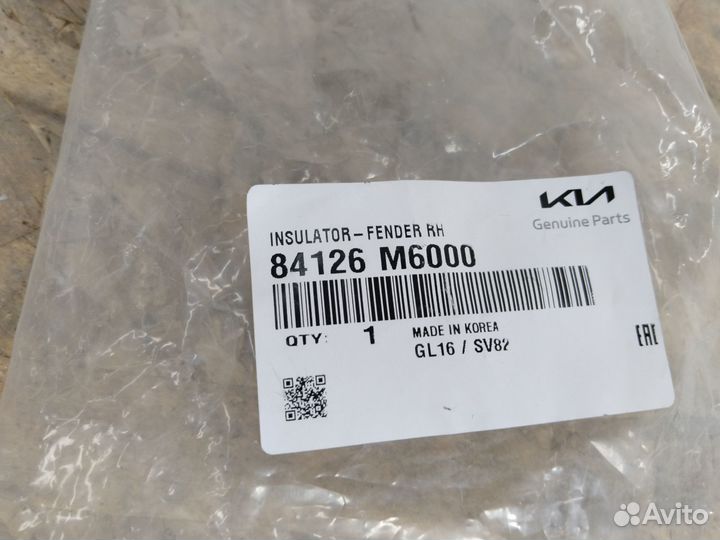 KIA
Genuine Parts
INSULATOR-FENDER RH
84126 M6000
QTY: 1 MADE IN KOREA
GL16 / SV82
EAC
Avito